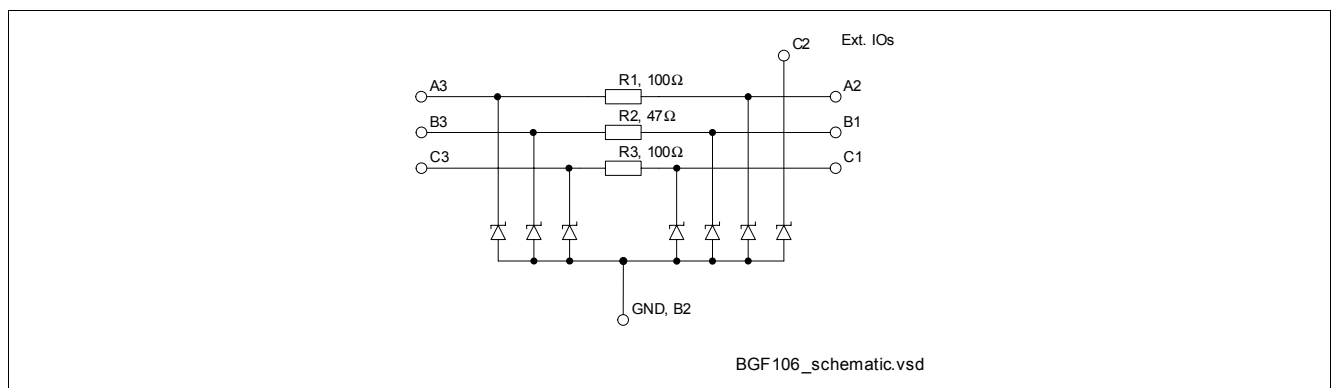 C2 Ext. IOs
A3 R1, 100Ω A2
B3 R2, 47Ω B1
C3 R3, 100Ω C1
GND, B2
BGF106_schematic.vsd